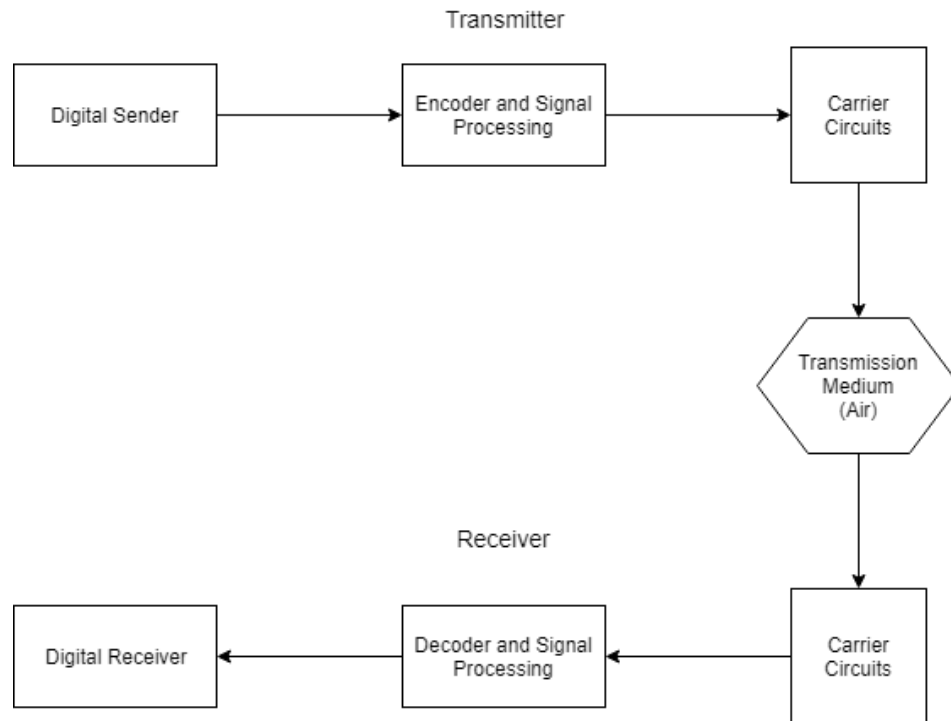 Transmitter
Digital Sender
Encoder and Signal
Processing
Carrier
Circuits
Transmission
Medium
(Air)
Receiver
Digital Receiver
Decoder and Signal
Processing
Carrier
Circuits